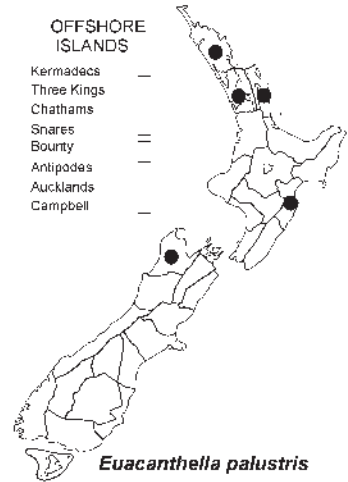 OFFSHORE
ISLANDS
Kermadecs
Three Kings
Chathams
Snares
Bounty
Antipodes
Aucklands
Campbell
Euacanthella palustris